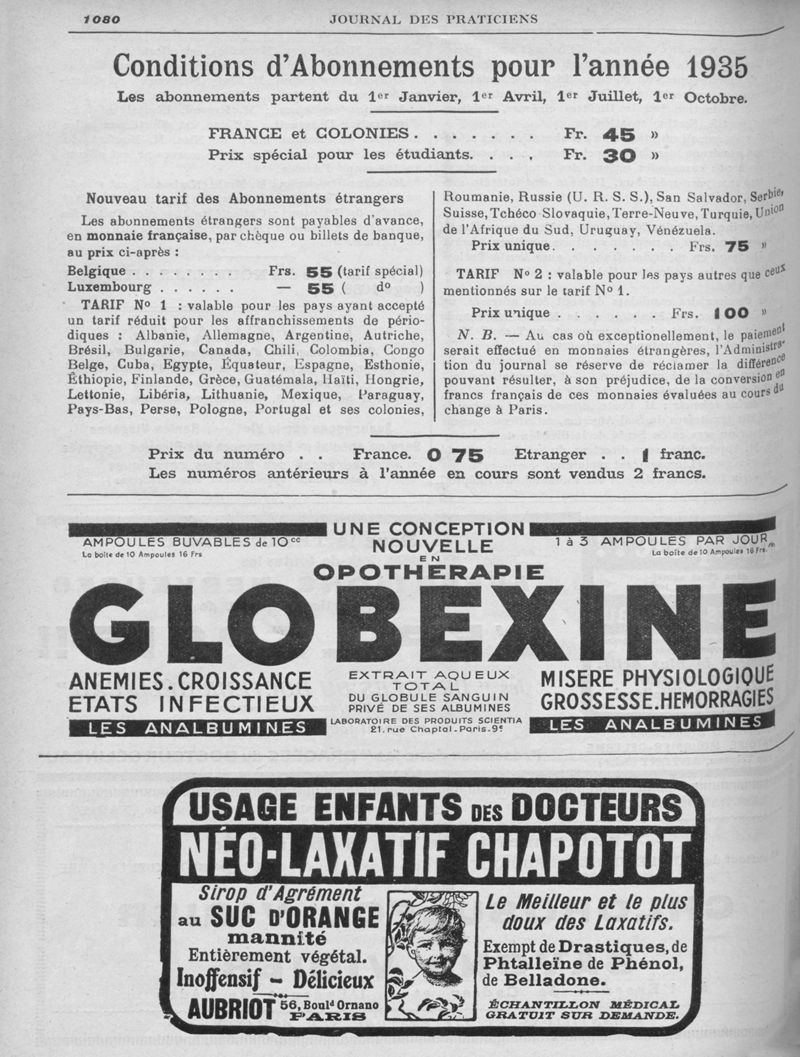 1080
JOURNAL DES PRATICIENS
Conditions d'Abonnements pour l'année 1935
Les abonnements partent du 1er Janvier, 1er Avril, 1er Juillet, 1er Octobre.
FRANCE et COLONIES . . . . . . . Fr. 45 »
Prix spécial pour les étudiants. . . . Fr. 30 »
Nouveau tarif des Abonnements étrangers
Les abonnements étrangers sont payables d'avance,
en monnaie française, par chèque ou billets de banque,
au prix ci-après :
Belgique . . . . . . . . Frs. 55 (tarif spécial)
Luxembourg . . . . . . — 55 ( do )
TARIF No 1 : valable pour les pays ayant accepté
un tarif réduit pour les affranchissements de pério-
diques : Albanie, Allemagne, Argentine, Autriche,
Brésil, Bulgarie, Canada, Chili, Colombia, Congo
Belge, Cuba, Egypte, Équateur, Espagne, Esthonie,
Éthiopie, Finlande, Grèce, Guatémala, Haïti, Hongrie,
Lettonie, Libéria, Lithuanie, Mexique, Paraguay,
Pays-Bas, Perse, Pologne, Portugal et ses colonies,
Roumanie, Russie (U. R. S. S.), San Salvador, Serbie,
Suisse, Tchéco-Slovaquie, Terre-Neuve, Turquie, Union
de l'Afrique du Sud, Uruguay, Vénézuela.
Prix unique. . . . . . . Frs. 75 »
TARIF No 2 : valable pour les pays autres que ceux
mentionnés sur le tarif No 1.
Prix unique . . . . . . Frs. 100 »
N. B. — Au cas où exceptionellement, le paiement
serait effectué en monnaies étrangères, l'Administra-
tion du journal se réserve de réclamer la différence
pouvant résulter, à son préjudice, de la conversion en
francs français de ces monnaies évaluées au cours du
change à Paris.
Prix du numéro . . France. 0 75 Etranger . . 1 franc.
Les numéros antérieurs à l'année en cours sont vendus 2 francs.
AMPOULES BUVABLES de 10cc
La boîte de 10 Ampoules 16 Frs
UNE CONCEPTION
NOUVELLE
EN
OPOTHERAPIE
1 à 3 AMPOULES PAR JOUR
La boîte de 10 Ampoules 16 Frs.
GLOBEXINE
ANEMIES.CROISSANCE
ETATS INFECTIEUX
LES ANALBUMINES
EXTRAIT AQUEUX
TOTAL
DU GLOBULE SANGUIN
PRIVÉ DE SES ALBUMINES
LABORATOIRE DES PRODUITS SCIENTIA
21. rue Chaptal. Paris. 9e
MISERE PHYSIOLOGIQUE
GROSSESSE.HEMORRAGIES
LES ANALBUMINES
USAGE ENFANTS DES DOCTEURS
NÉO-LAXATIF CHAPOTOT
Sirop d'Agrément
au SUC D'ORANGE
mannité
Entièrement végétal.
Inoffensif - Délicieux
AUBRIOT 56, Bould Ornano
PARIS
Le Meilleur et le plus
doux des Laxatifs.
Exempt de Drastiques, de
Phtalleïne de Phénol,
de Belladone.
ÉCHANTILLON MÉDICAL
GRATUIT SUR DEMANDE.